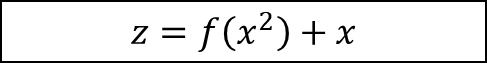 z = f(x²) + x